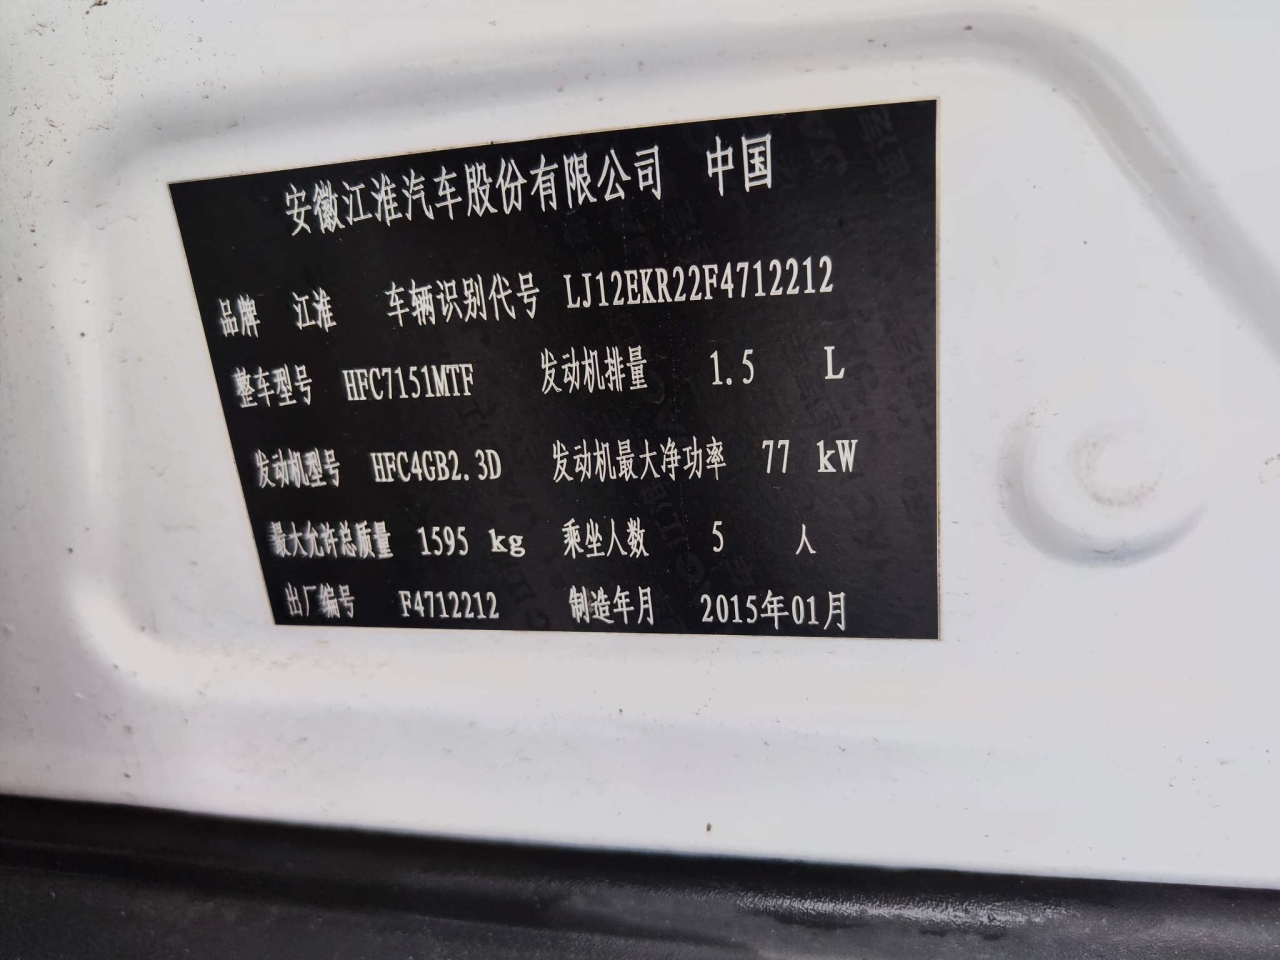 安徽江淮汽车股份有限公司 中国
品牌 江淮 车辆识别代号 LJ12EKR22F4712212
整车型号 HFC7151MTF 发动机排量 1.5 L
发动机型号 HFC4GB2.3D 发动机最大净功率 77 kW
最大允许总质量 1595 kg 乘坐人数 5 人
出厂编号 F4712212 制造年月 2015年01月